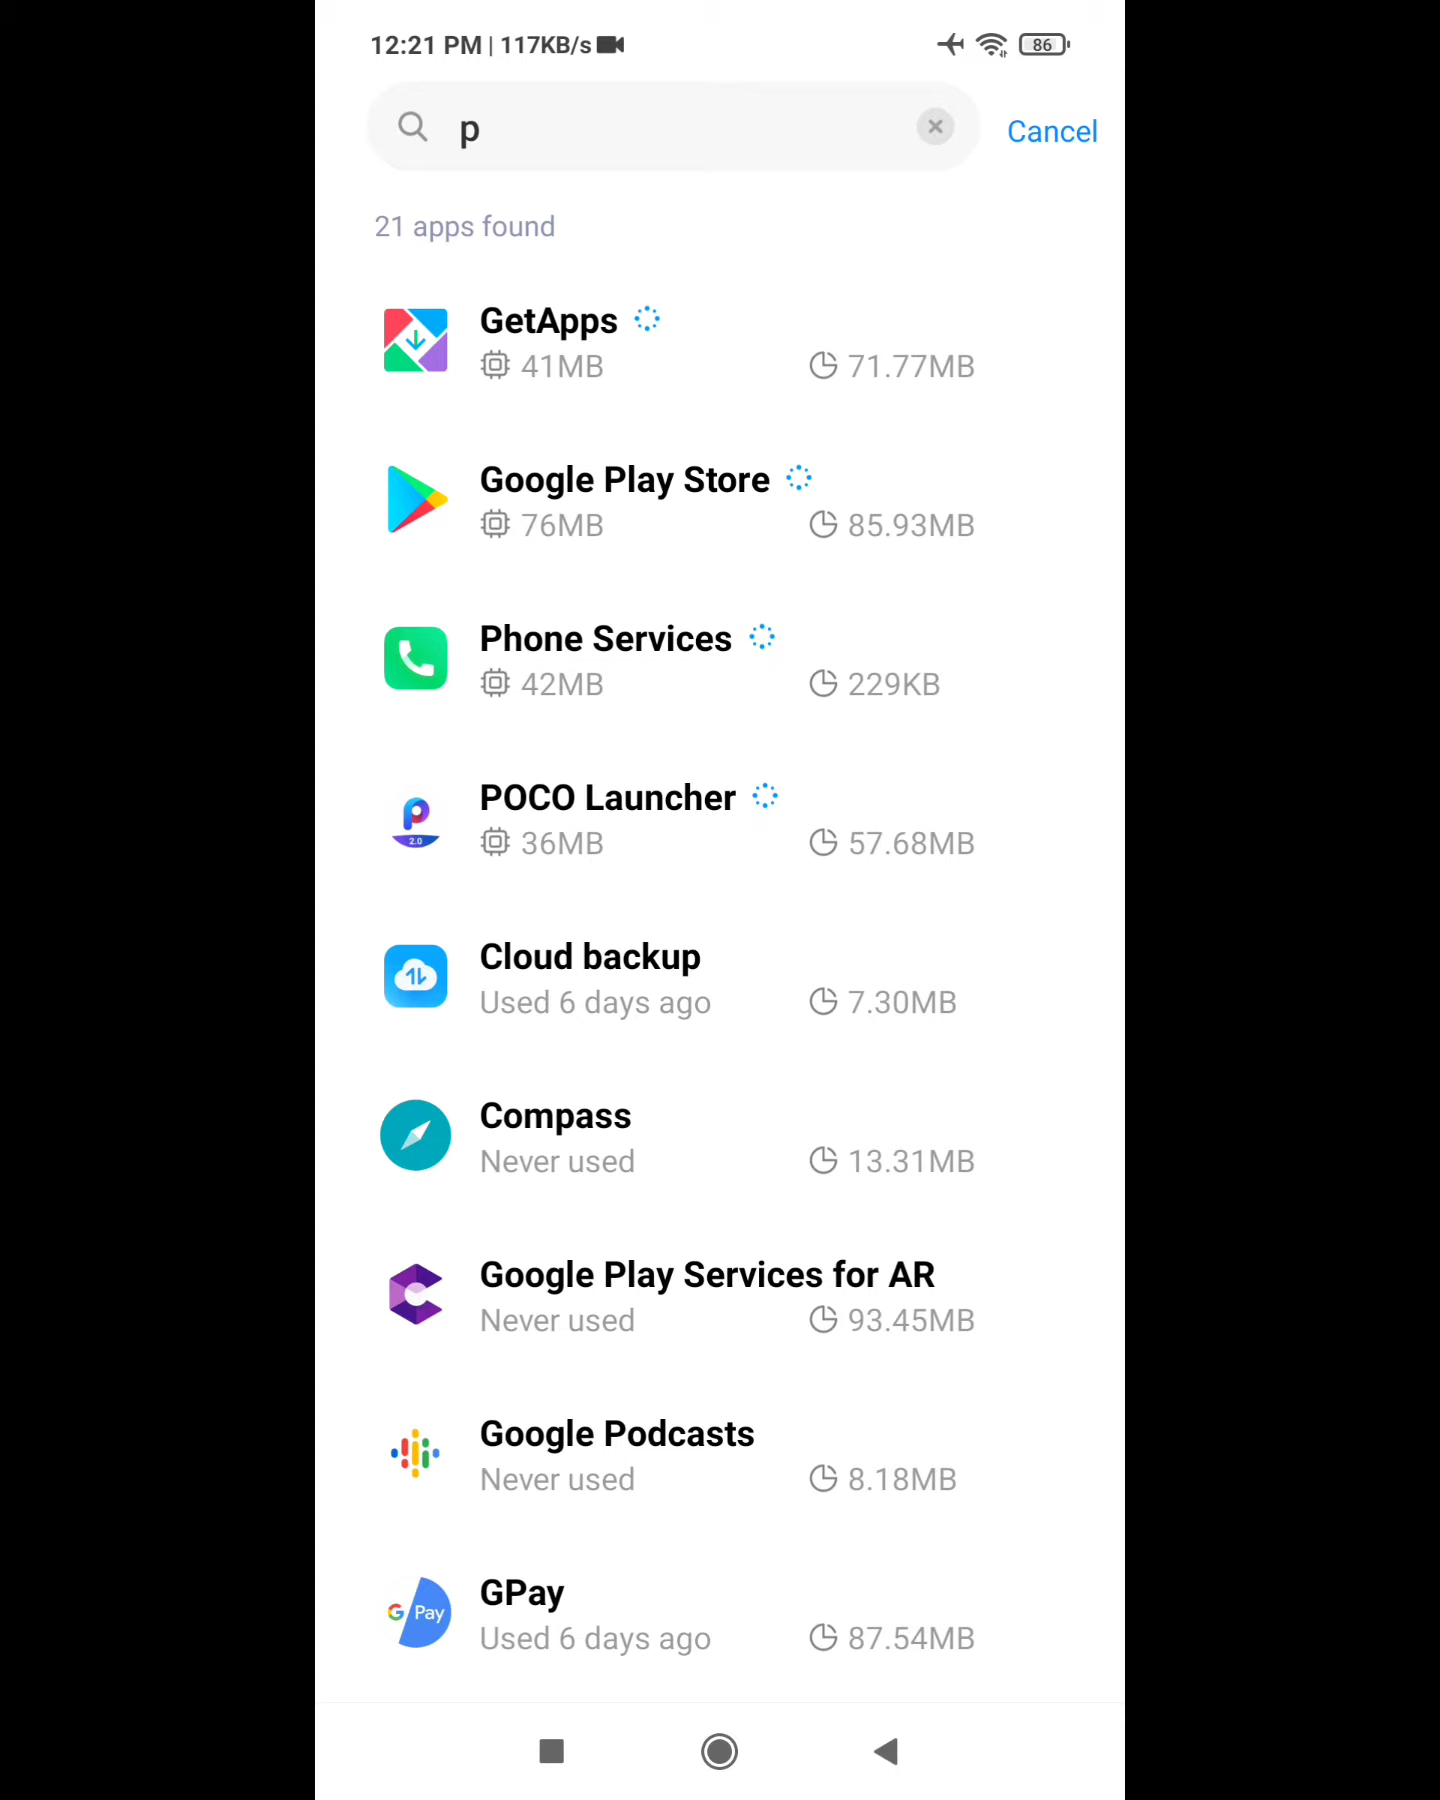 12:21 PM | 117KB/s 86
p Cancel
21 apps found
GetApps
41MB 71.77MB
Google Play Store
76MB 85.93MB
Phone Services
42MB 229KB
POCO Launcher
36MB 57.68MB
2.0
Cloud backup
Used 6 days ago 7.30MB
Compass
Never used 13.31MB
Google Play Services for AR
Never used 93.45MB
Google Podcasts
Never used 8.18MB
GPay
G Pay
Used 6 days ago 87.54MB